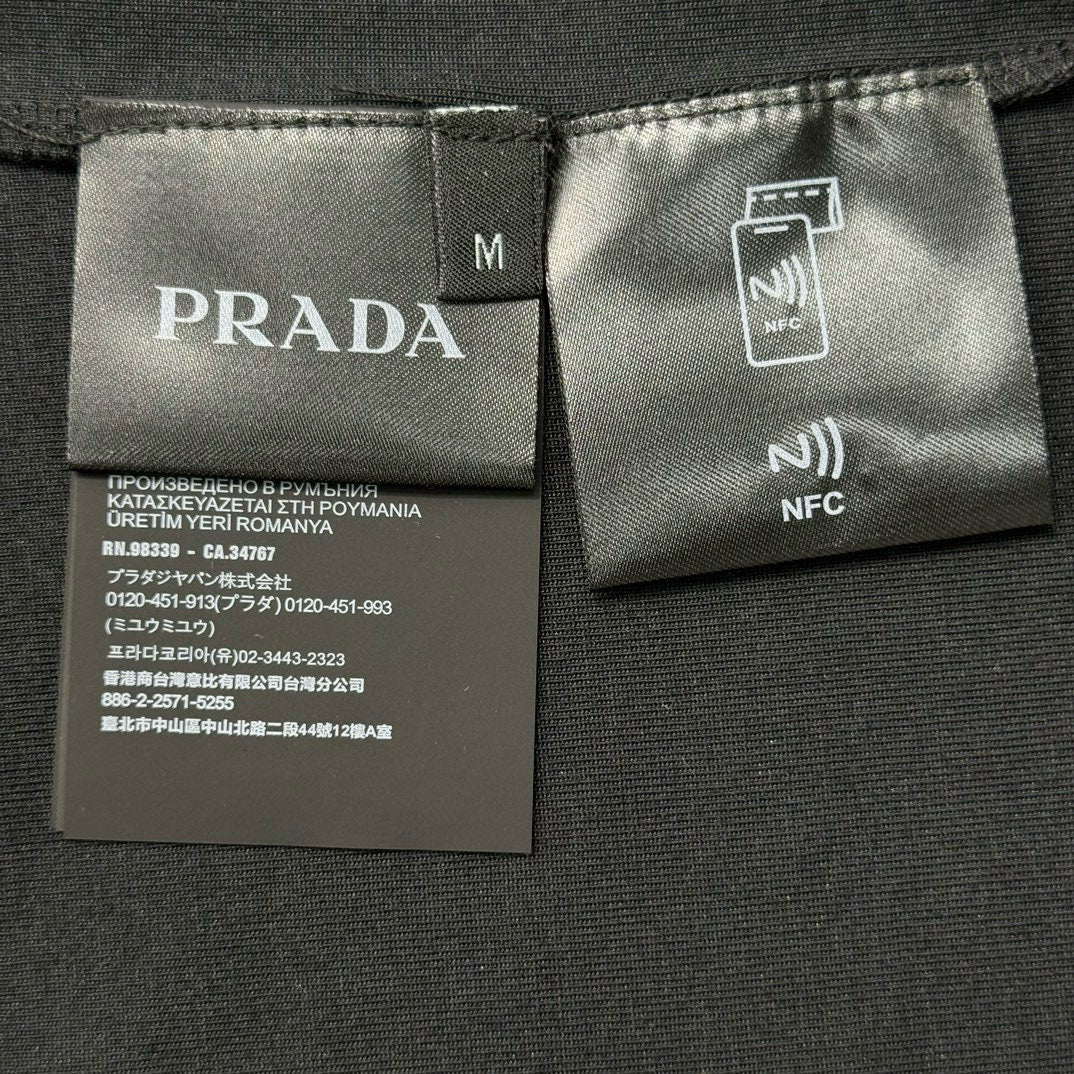 PRADA
M
ПРОИЗВЕДЕНО В РУМЪНИЯ
ΚΑΤΑΣΚΕΥΑΖΕΤΑΙ ΣΤΗ ΡΟΥΜΑΝΙΑ
ÜRETİM YERİ ROMANYA
RN.98339 - CA.34767
プラダジヤパン株式会社
0120-451-913(プラダ) 0120-451-993
(ミユウミユウ)
프라다코리아(유)02-3443-2323
香港商台灣意比有限公司台灣分公司
886-2-2571-5255
臺北市中山區中山北路二段44號12樓A室
NFC
NFC